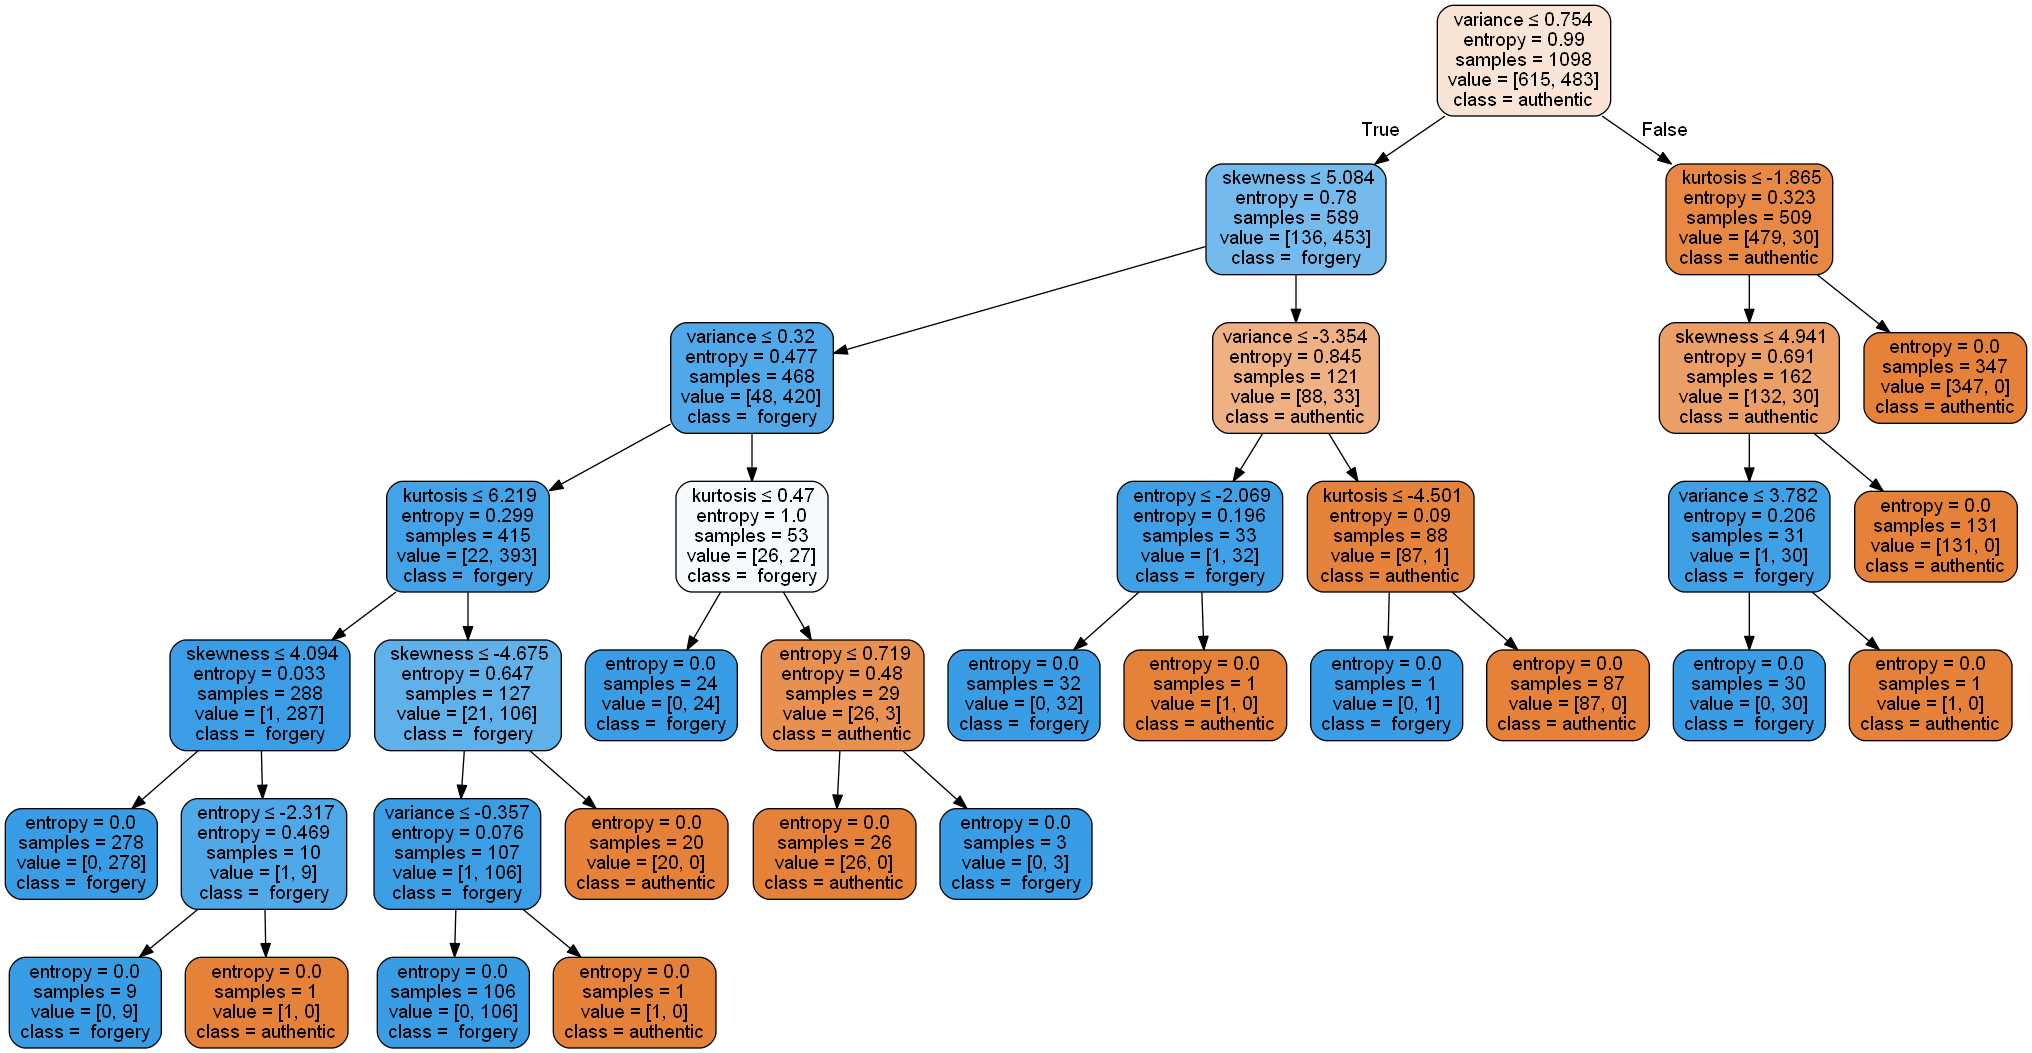 variance ≤ 0.754
entropy = 0.99
samples = 1098
value = [615, 483]
class = authentic
True
False
skewness ≤ 5.084
entropy = 0.78
samples = 589
value = [136, 453]
class =  forgery
kurtosis ≤ -1.865
entropy = 0.323
samples = 509
value = [479, 30]
class = authentic
variance ≤ 0.32
entropy = 0.477
samples = 468
value = [48, 420]
class =  forgery
variance ≤ -3.354
entropy = 0.845
samples = 121
value = [88, 33]
class = authentic
skewness ≤ 4.941
entropy = 0.691
samples = 162
value = [132, 30]
class = authentic
entropy = 0.0
samples = 347
value = [347, 0]
class = authentic
kurtosis ≤ 6.219
entropy = 0.299
samples = 415
value = [22, 393]
class =  forgery
kurtosis ≤ 0.47
entropy = 1.0
samples = 53
value = [26, 27]
class =  forgery
entropy ≤ -2.069
entropy = 0.196
samples = 33
value = [1, 32]
class =  forgery
kurtosis ≤ -4.501
entropy = 0.09
samples = 88
value = [87, 1]
class = authentic
variance ≤ 3.782
entropy = 0.206
samples = 31
value = [1, 30]
class =  forgery
entropy = 0.0
samples = 131
value = [131, 0]
class = authentic
skewness ≤ 4.094
entropy = 0.033
samples = 288
value = [1, 287]
class =  forgery
skewness ≤ -4.675
entropy = 0.647
samples = 127
value = [21, 106]
class =  forgery
entropy = 0.0
samples = 24
value = [0, 24]
class =  forgery
entropy ≤ 0.719
entropy = 0.48
samples = 29
value = [26, 3]
class = authentic
entropy = 0.0
samples = 32
value = [0, 32]
class =  forgery
entropy = 0.0
samples = 1
value = [1, 0]
class = authentic
entropy = 0.0
samples = 1
value = [0, 1]
class =  forgery
entropy = 0.0
samples = 87
value = [87, 0]
class = authentic
entropy = 0.0
samples = 30
value = [0, 30]
class =  forgery
entropy = 0.0
samples = 1
value = [1, 0]
class = authentic
entropy = 0.0
samples = 278
value = [0, 278]
class =  forgery
entropy ≤ -2.317
entropy = 0.469
samples = 10
value = [1, 9]
class =  forgery
variance ≤ -0.357
entropy = 0.076
samples = 107
value = [1, 106]
class =  forgery
entropy = 0.0
samples = 20
value = [20, 0]
class = authentic
entropy = 0.0
samples = 26
value = [26, 0]
class = authentic
entropy = 0.0
samples = 3
value = [0, 3]
class =  forgery
entropy = 0.0
samples = 9
value = [0, 9]
class =  forgery
entropy = 0.0
samples = 1
value = [1, 0]
class = authentic
entropy = 0.0
samples = 106
value = [0, 106]
class =  forgery
entropy = 0.0
samples = 1
value = [1, 0]
class = authentic